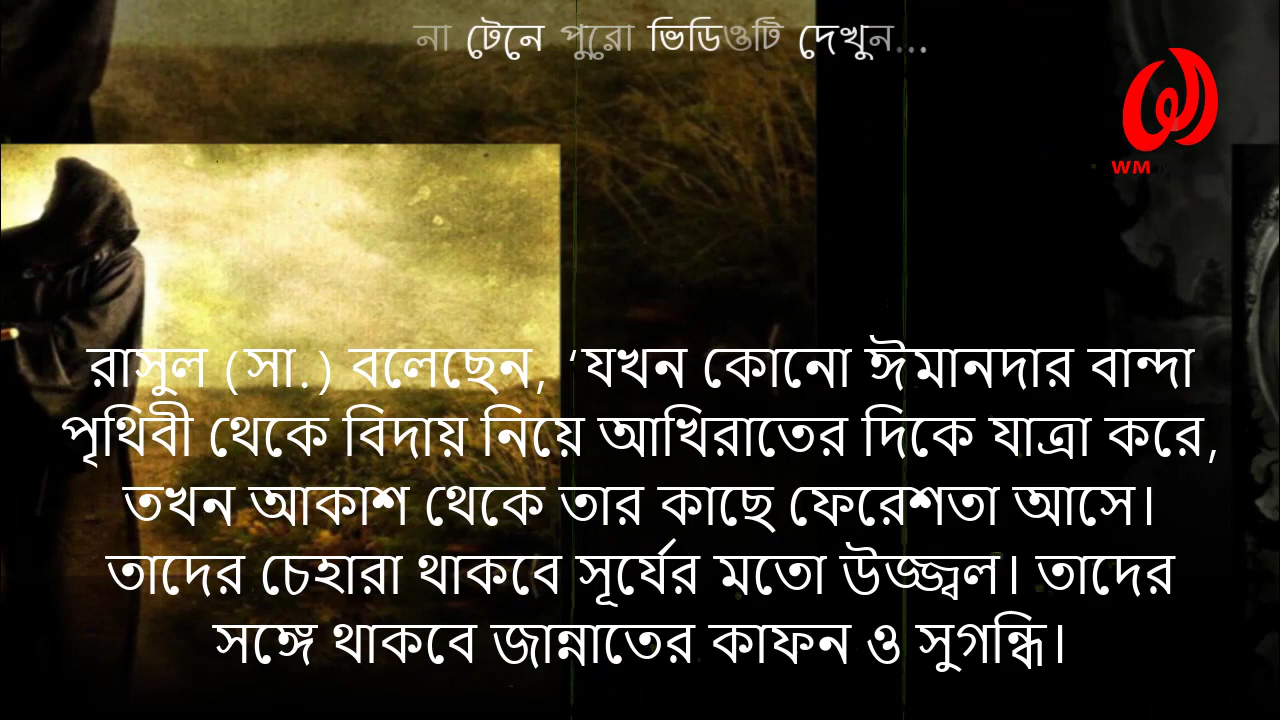 না টেনে পুরো ভিডিওটি দেখুন...
WM
রাসুল (সা.) বলেছেন, ‘যখন কোনো ঈমানদার বান্দা
পৃথিবী থেকে বিদায় নিয়ে আখিরাতের দিকে যাত্রা করে,
তখন আকাশ থেকে তার কাছে ফেরেশতা আসে।
তাদের চেহারা থাকবে সূর্যের মতো উজ্জ্বল। তাদের
সঙ্গে থাকবে জান্নাতের কাফন ও সুগন্ধি।